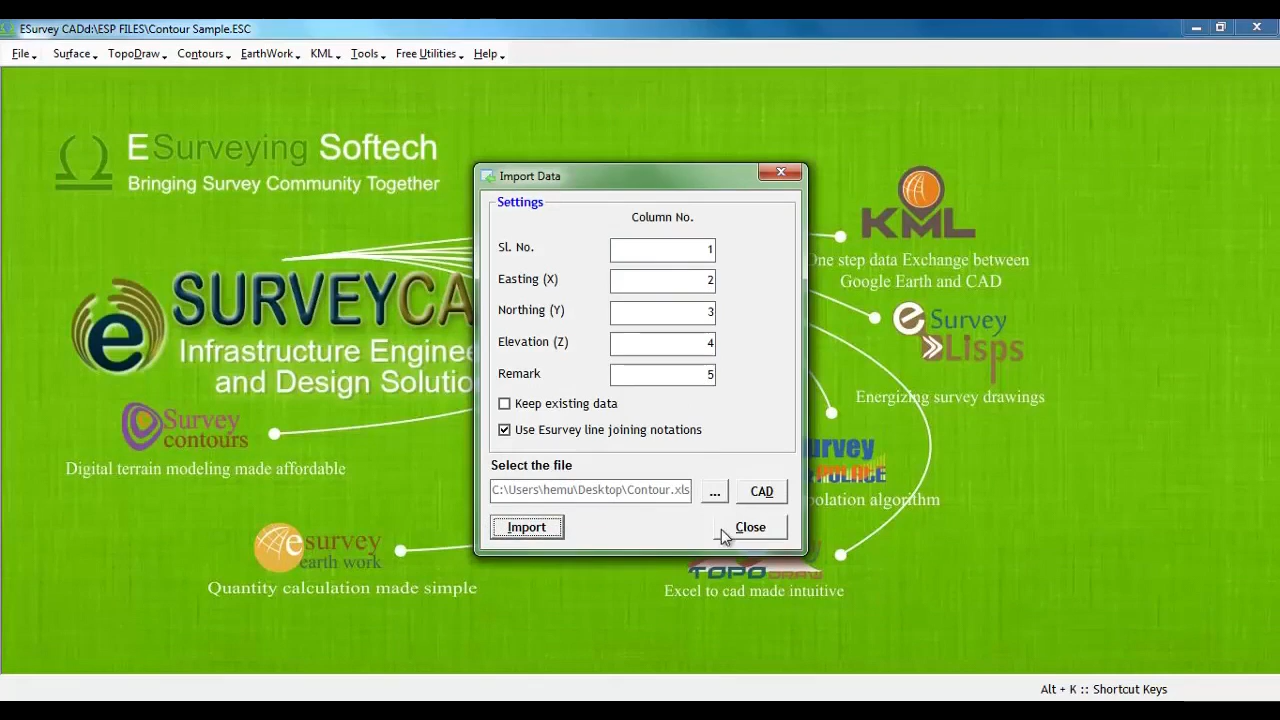 ESurvey CADd:\ESP FILES\Contour Sample.ESC
File Surface TopoDraw Contours EarthWork KML Tools Free Utilities Help
E Surveying Softech
Bringing Survey Community Together
SURVEYCA
Infrastructure Engine
and Design Solutio
Survey
contours
Digital terrain modeling made affordable
esurvey
earth work
Quantity calculation made simple
Import Data
Settings
Column No.
Sl. No. 1
Easting (X) 2
Northing (Y) 3
Elevation (Z) 4
Remark 5
Keep existing data
Use Esurvey line joining notations
Select the file
C:\Users\hemu\Desktop\Contour.xls ... CAD
Import Close
KML
One step data Exchange between
Google Earth and CAD
e Survey
Lisps
Energizing survey drawings
urvey
polation algorithm
TOPODRAW
Excel to cad made intuitive
Alt + K :: Shortcut Keys